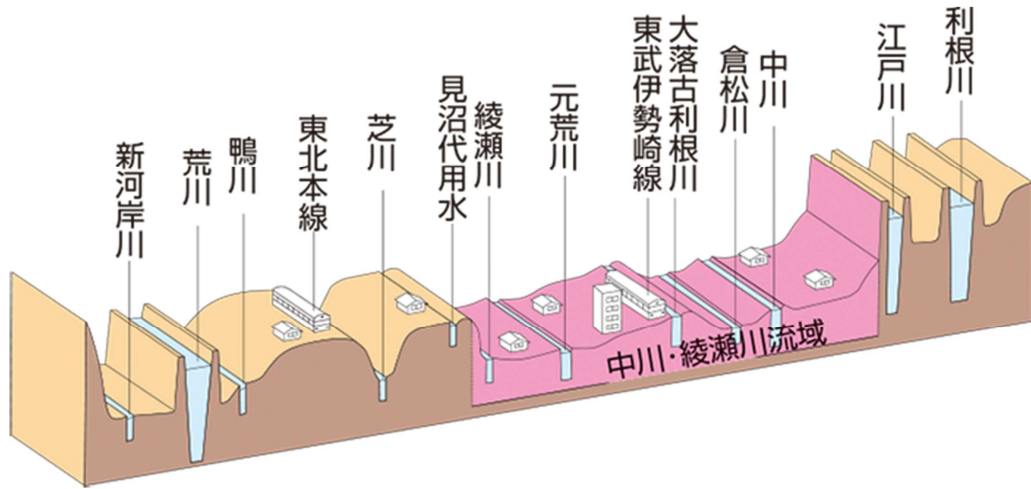 新河岸川
荒川
鴨川
東北本線
芝川
見沼代用水
綾瀬川
元荒川
東武伊勢崎線
大落古利根川
倉松川
中川
江戸川
利根川
中川・綾瀬川流域